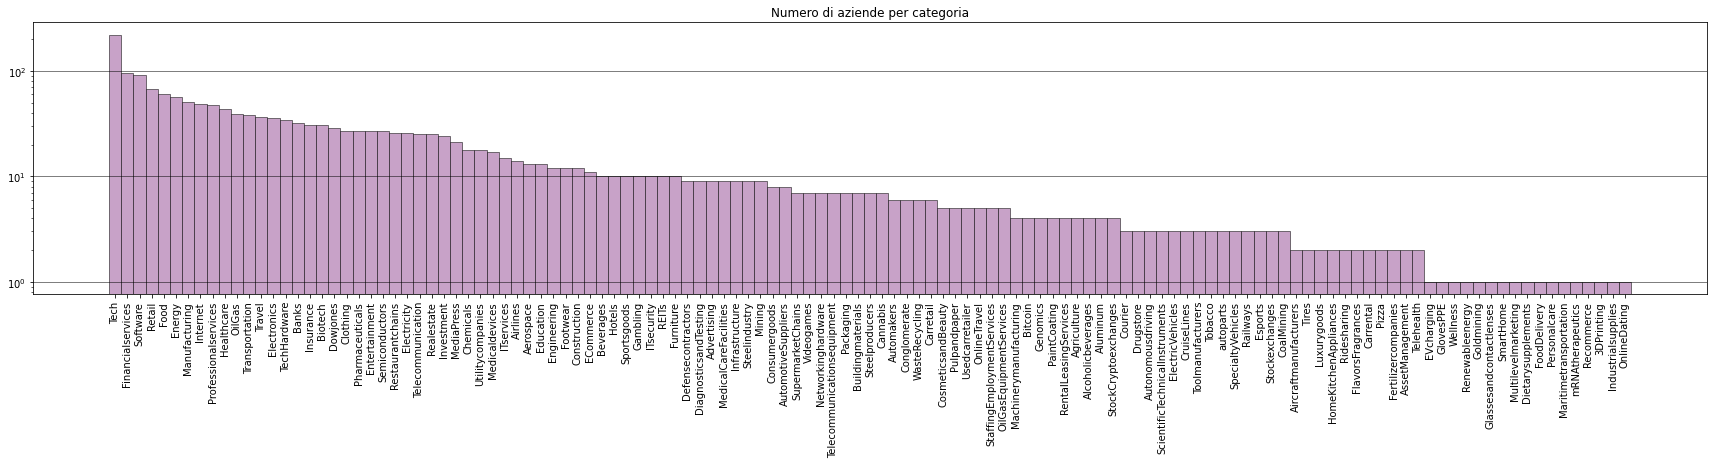 Numero di aziende per categoria
10²
10¹
10⁰
Tech
Financialservices
Software
Retail
Food
Energy
Manufacturing
Internet
Professionalservices
Healthcare
OilGas
Transportation
Travel
Electronics
TechHardware
Banks
Insurance
Biotech
Dowjones
Clothing
Pharmaceuticals
Entertainment
Semiconductors
Restaurantchains
Electricity
Telecommunication
Realestate
Investment
MediaPress
Chemicals
Utilitycompanies
Medicaldevices
ITservices
Airlines
Aerospace
Education
Engineering
Footwear
Construction
ECommerce
Beverages
Hotels
Sportsgoods
Gambling
ITsecurity
REITs
Furniture
Defensecontractors
DiagnosticsandTesting
Advertising
MedicalCareFacilities
Infrastructure
Steelindustry
Mining
Consumergoods
AutomotiveSuppliers
SupermarketChains
Videogames
Networkinghardware
Telecommunicationsequipment
Packaging
Buildingmaterials
Steelproducers
Cannabis
Automakers
Conglomerate
WasteRecycling
Carretail
CosmeticsandBeauty
Pulpandpaper
Usedcarretailer
OnlineTravel
StaffingEmploymentServices
OilGasEquipmentServices
Machinerymanufacturing
Bitcoin
Genomics
PaintCoating
RentalLeasingServices
Agriculture
Alcoholicbeverages
Aluminum
StockCryptoexchanges
Courier
Drugstore
Autonomousdriving
ScientificTechnicalInstruments
ElectricVehicles
CruiseLines
Toolmanufacturers
Tobacco
autoparts
SpecialtyVehicles
Railways
Esports
Stockexchanges
CoalMining
Aircraftmanufacturers
Tires
Luxurygoods
HomeKitchenAppliances
Ridesharing
FlavorsFragrances
Carrental
Pizza
Fertilizercompanies
AssetManagement
Telehealth
EVcharging
GlovesPPE
Wellness
Renewableenergy
Goldmining
Glassesandcontactlenses
SmartHome
Multilevelmarketing
Dietarysupplements
FoodDelivery
Personalcare
Maritimetransportation
mRNAtherapeutics
Recommerce
3DPrinting
Industrialsupplies
OnlineDating